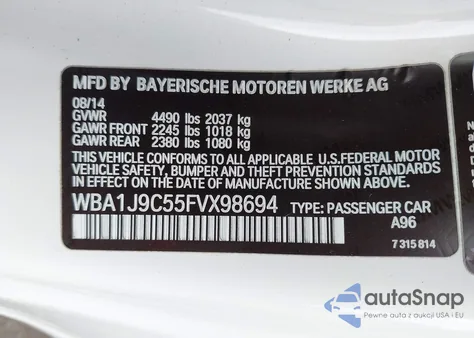 MFD BY BAYERISCHE MOTOREN WERKE AG
08/14
GVWR 4490 lbs 2037 kg
GAWR FRONT 2245 lbs 1018 kg
GAWR REAR 2380 lbs 1080 kg
THIS VEHICLE CONFORMS TO ALL APPLICABLE U.S.FEDERAL MOTOR
VEHICLE SAFETY, BUMPER AND THEFT PREVENTION STANDARDS IN
EFFECT ON THE DATE OF MANUFACTURE SHOWN ABOVE.
WBA1J9C55FVX98694 TYPE: PASSENGER CAR
A96
7 315 814
autoSnap
Pewne auta z aukcji USA i EU